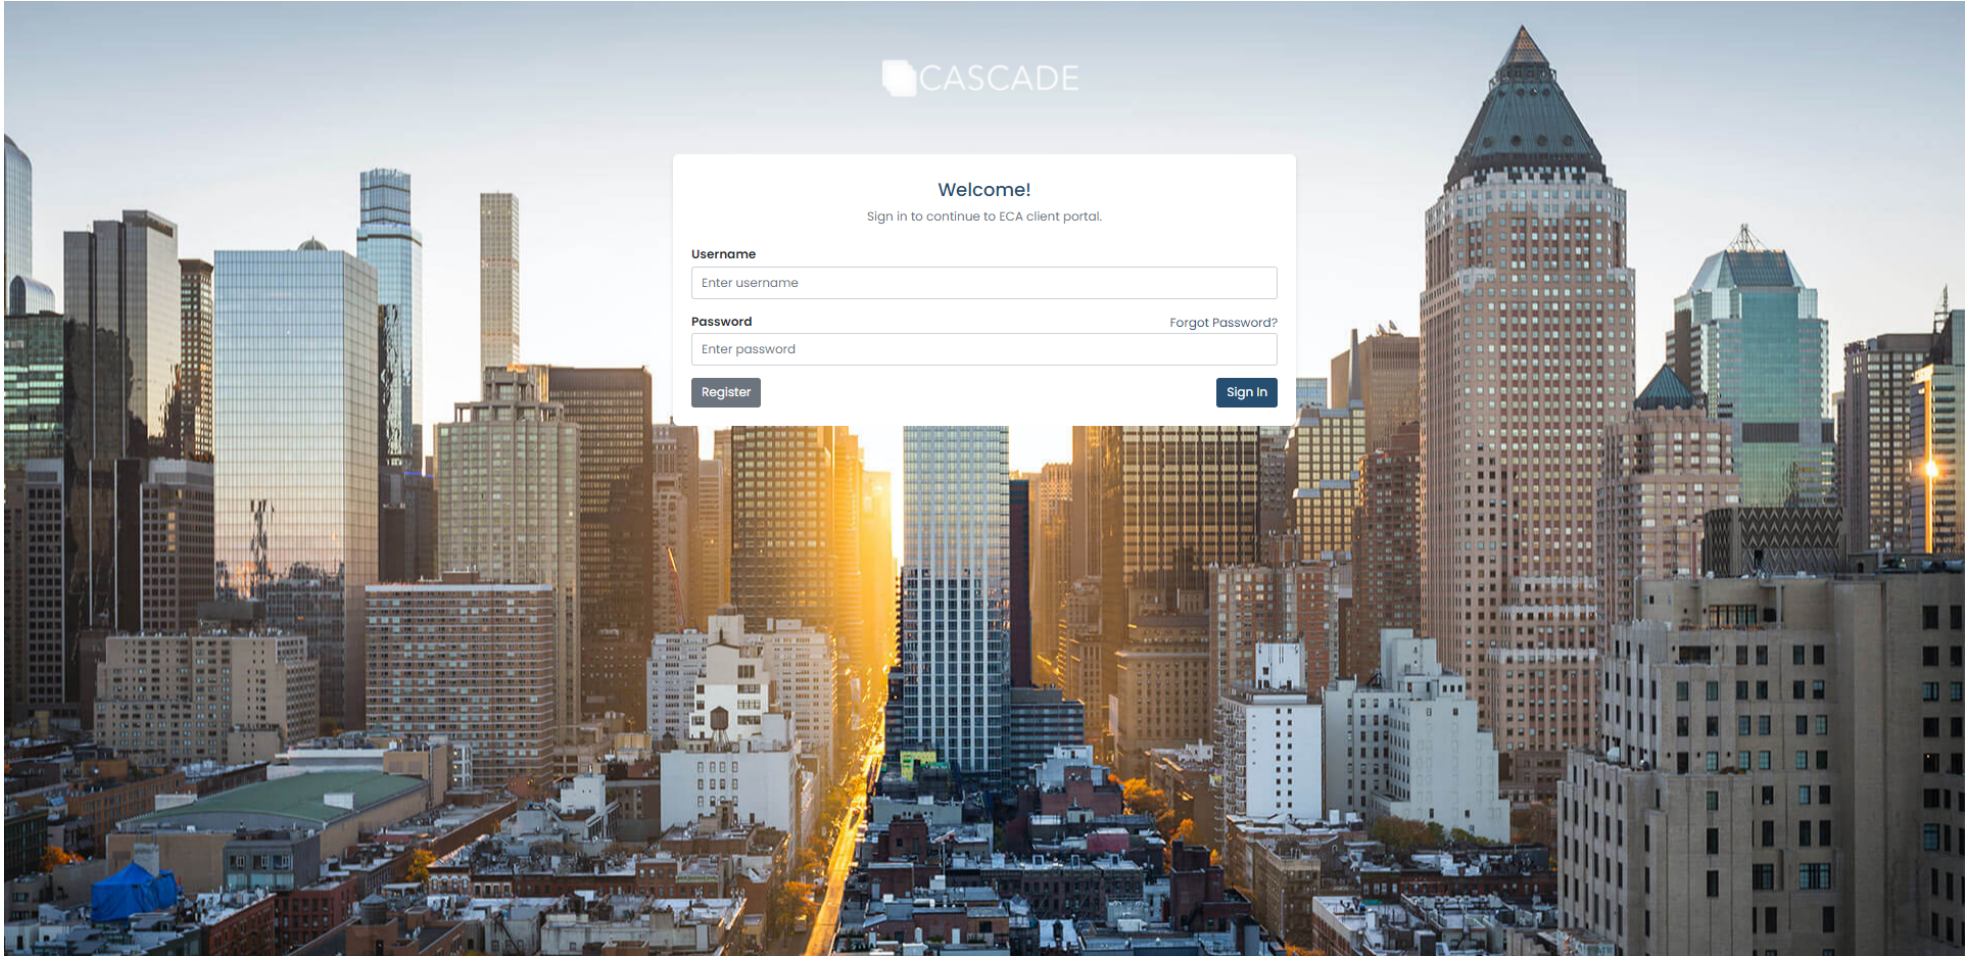 CASCADE
Welcome!
Sign in to continue to ECA client portal.
Username
Enter username
Password Forgot Password?
Enter password
Register Sign In